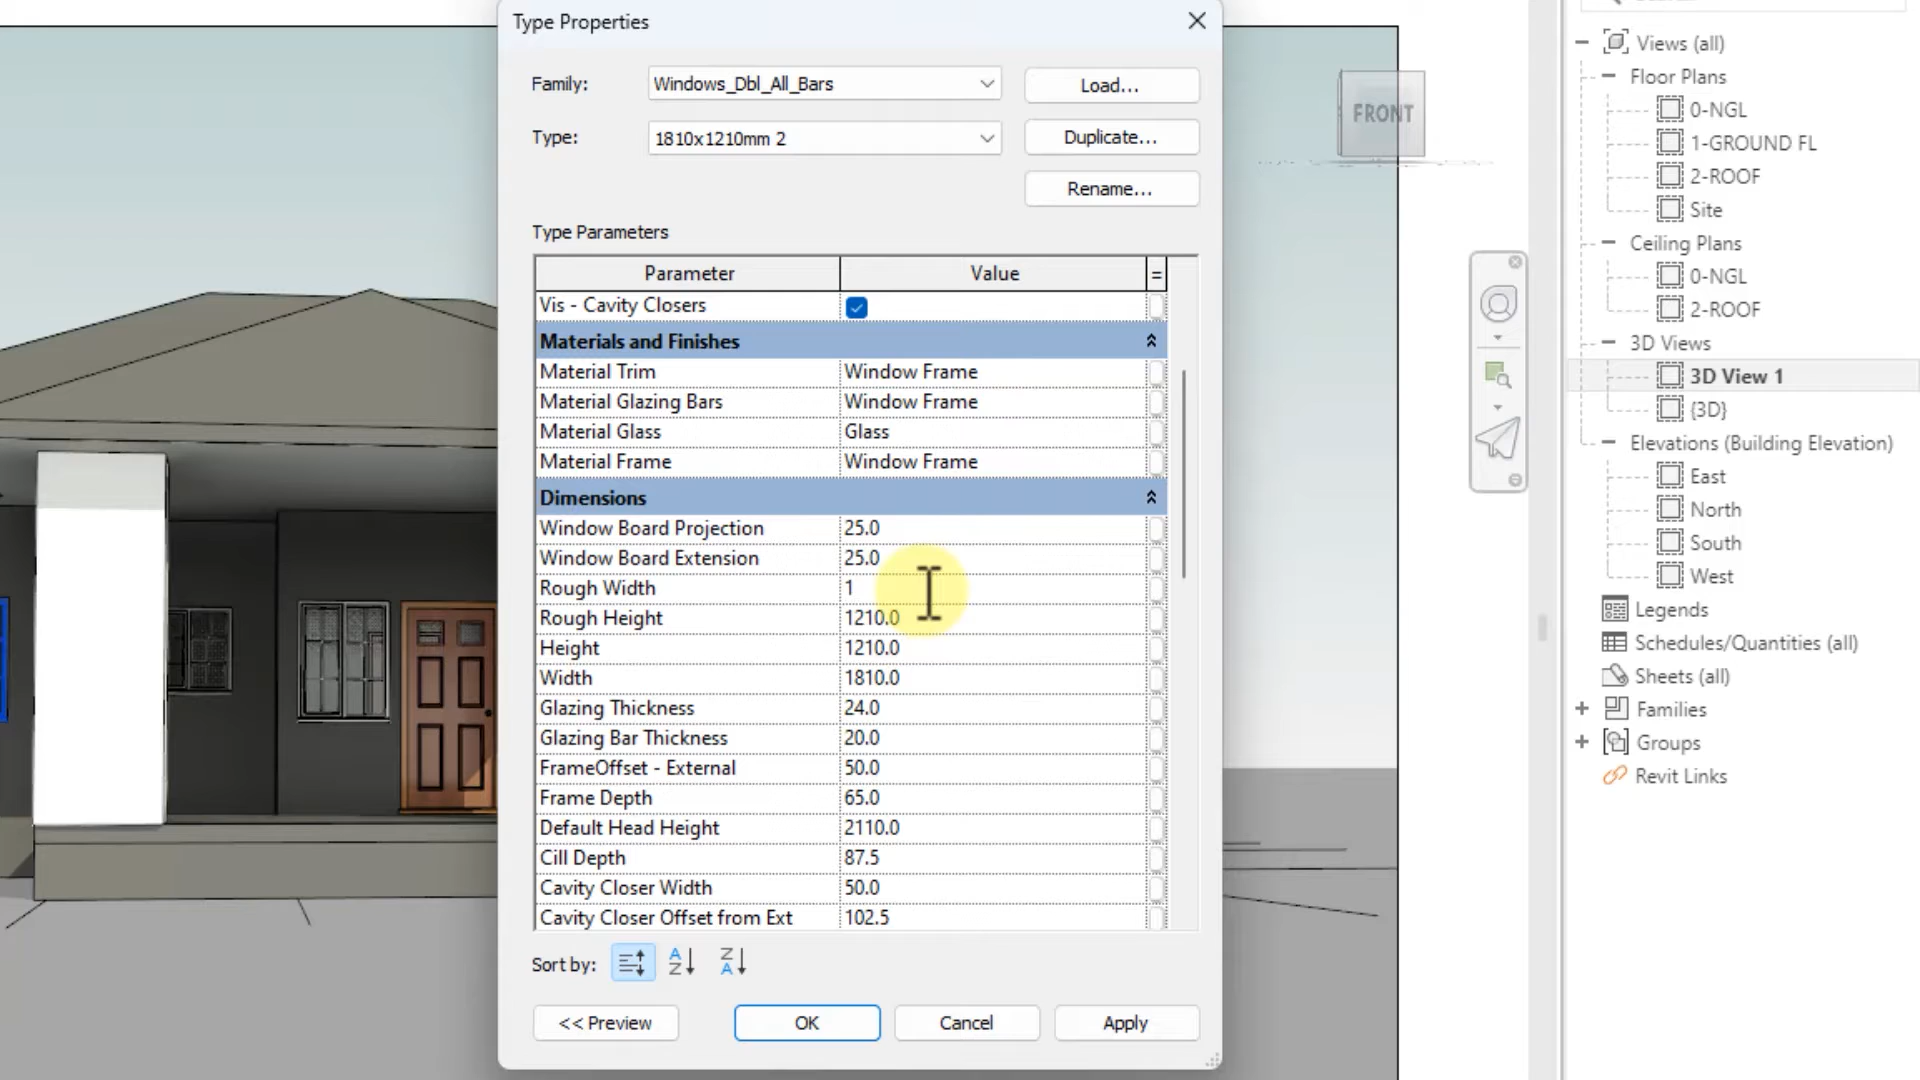 Type Properties
Family:
Windows_Dbl_All_Bars
Load...
Type:
1810x1210mm 2
Duplicate...
Rename...
Type Parameters
Parameter
Value
=
Vis - Cavity Closers
Materials and Finishes
Material Trim
Window Frame
Material Glazing Bars
Window Frame
Material Glass
Glass
Material Frame
Window Frame
Dimensions
Window Board Projection
25.0
Window Board Extension
25.0
Rough Width
1
Rough Height
1210.0
Height
1210.0
Width
1810.0
Glazing Thickness
24.0
Glazing Bar Thickness
20.0
FrameOffset - External
50.0
Frame Depth
65.0
Default Head Height
2110.0
Cill Depth
87.5
Cavity Closer Width
50.0
Cavity Closer Offset from Ext
102.5
Sort by:
<< Preview
OK
Cancel
Apply
FRONT
Views (all)
Floor Plans
0-NGL
1-GROUND FL
2-ROOF
Site
Ceiling Plans
0-NGL
2-ROOF
3D Views
3D View 1
{3D}
Elevations (Building Elevation)
East
North
South
West
Legends
Schedules/Quantities (all)
Sheets (all)
Families
Groups
Revit Links